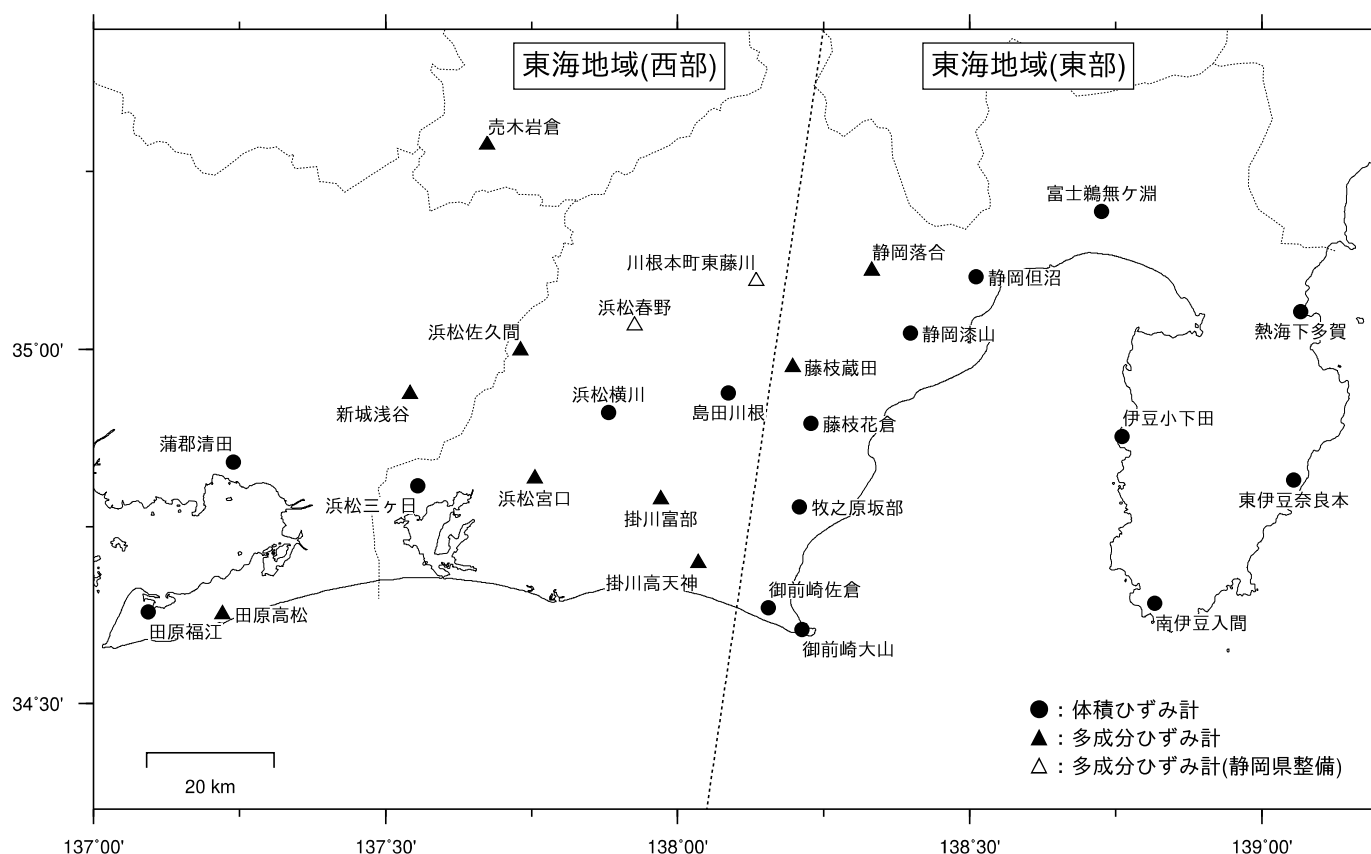 東海地域(西部)
東海地域(東部)
売木岩倉
富士鵜無ケ淵
静岡落合
川根本町東藤川
静岡但沼
浜松春野
熱海下多賀
浜松佐久間
静岡漆山
35°00'
藤枝蔵田
浜松横川
島田川根
新城浅谷
伊豆小下田
藤枝花倉
蒲郡清田
浜松三ヶ日
浜松宮口
東伊豆奈良本
掛川富部
牧之原坂部
掛川高天神
御前崎佐倉
田原高松
田原福江
南伊豆入間
御前崎大山
34°30'
●：体積ひずみ計
▲：多成分ひずみ計
△：多成分ひずみ計(静岡県整備)
20 km
137°00'
137°30'
138°00'
138°30'
139°00'